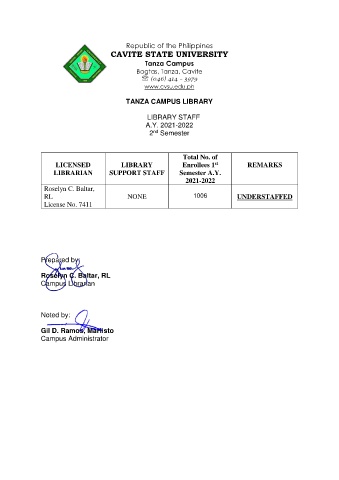 Republic of the Philippines
CAVITE STATE UNIVERSITY
Tanza Campus
Bagtas, Tanza, Cavite
☏ (046) 414 - 3979
www.cvsu.edu.ph
TANZA CAMPUS LIBRARY
LIBRARY STAFF
A.Y. 2021-2022
2nd Semester
LICENSED LIBRARIAN
LIBRARY SUPPORT STAFF
Total No. of Enrollees 1st Semester A.Y. 2021-2022
REMARKS
Roselyn C. Baltar, RL
License No. 7411
NONE
1006
UNDERSTAFFED
Prepared by:
Roselyn C. Baltar, RL
Campus Librarian
Noted by:
Gil D. Ramos,
Campus Administrator